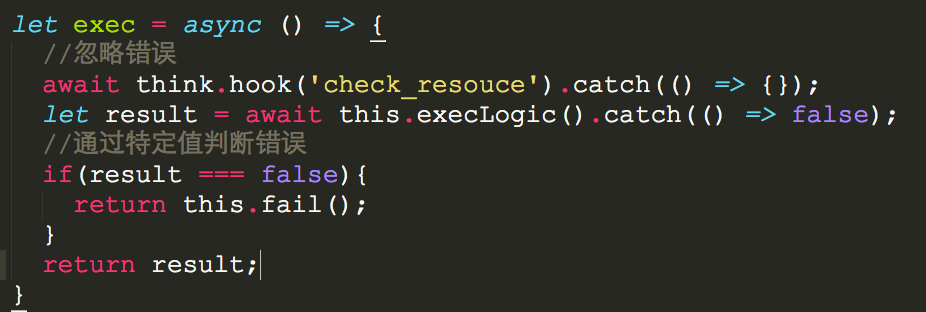 let exec = async () => {
//忽略错误
await think.hook('check_resouce').catch(() => {});
let result = await this.execLogic().catch(() => false);
//通过特定值判断错误
if(result === false){
return this.fail();
}
return result;
}